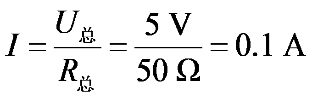 I = U总/R总 = 5 V/50 Ω = 0.1 A